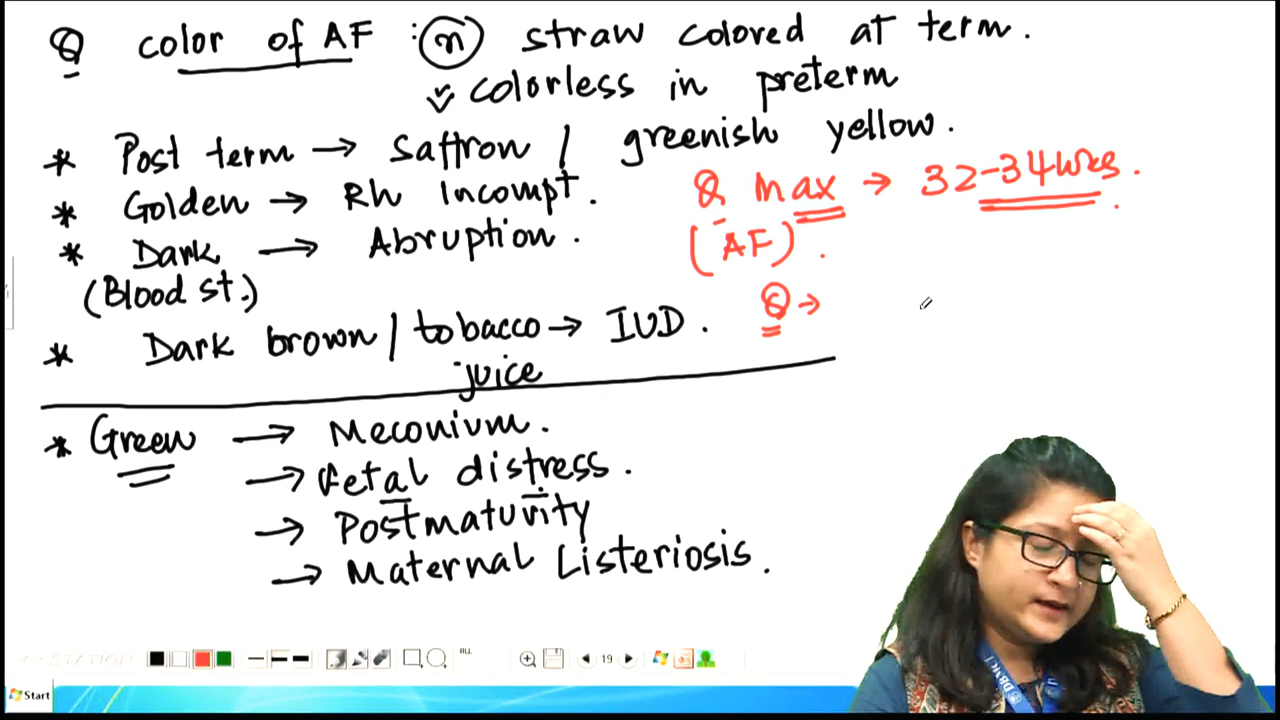 Q color of AF : (n) straw colored at term.
colorless in preterm
* Post term → Saffron / greenish yellow.
* Golden → Rh Incompt.
* Dark → Abruption.
(Blood st.)
* Dark brown / tobacco → IUD.
juice
Q max → 32-34 wks.
(AF).
Q →
* Green → Meconium.
→ Fetal distress.
→ Postmaturity
→ Maternal Listeriosis.
19
Start